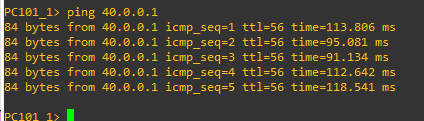 PC101_1> ping 40.0.0.1
84 bytes from 40.0.0.1 icmp_seq=1 ttl=56 time=113.806 ms
84 bytes from 40.0.0.1 icmp_seq=2 ttl=56 time=95.081 ms
84 bytes from 40.0.0.1 icmp_seq=3 ttl=56 time=91.134 ms
84 bytes from 40.0.0.1 icmp_seq=4 ttl=56 time=112.642 ms
84 bytes from 40.0.0.1 icmp_seq=5 ttl=56 time=118.541 ms
PC101_1>